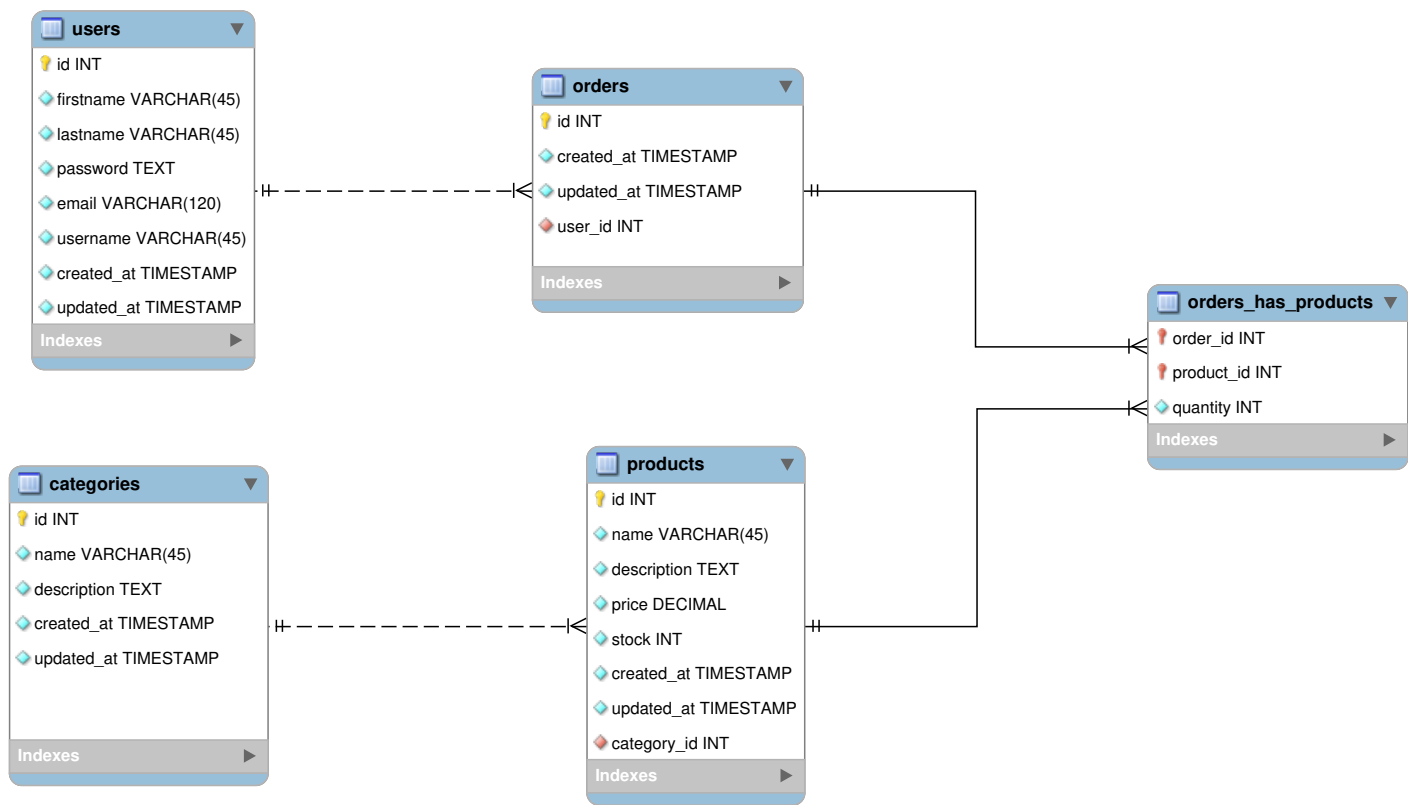 users
id INT
firstname VARCHAR(45)
lastname VARCHAR(45)
password TEXT
email VARCHAR(120)
username VARCHAR(45)
created_at TIMESTAMP
updated_at TIMESTAMP
Indexes
orders
id INT
created_at TIMESTAMP
updated_at TIMESTAMP
user_id INT
Indexes
orders_has_products
order_id INT
product_id INT
quantity INT
Indexes
categories
id INT
name VARCHAR(45)
description TEXT
created_at TIMESTAMP
updated_at TIMESTAMP
Indexes
products
id INT
name VARCHAR(45)
description TEXT
price DECIMAL
stock INT
created_at TIMESTAMP
updated_at TIMESTAMP
category_id INT
Indexes